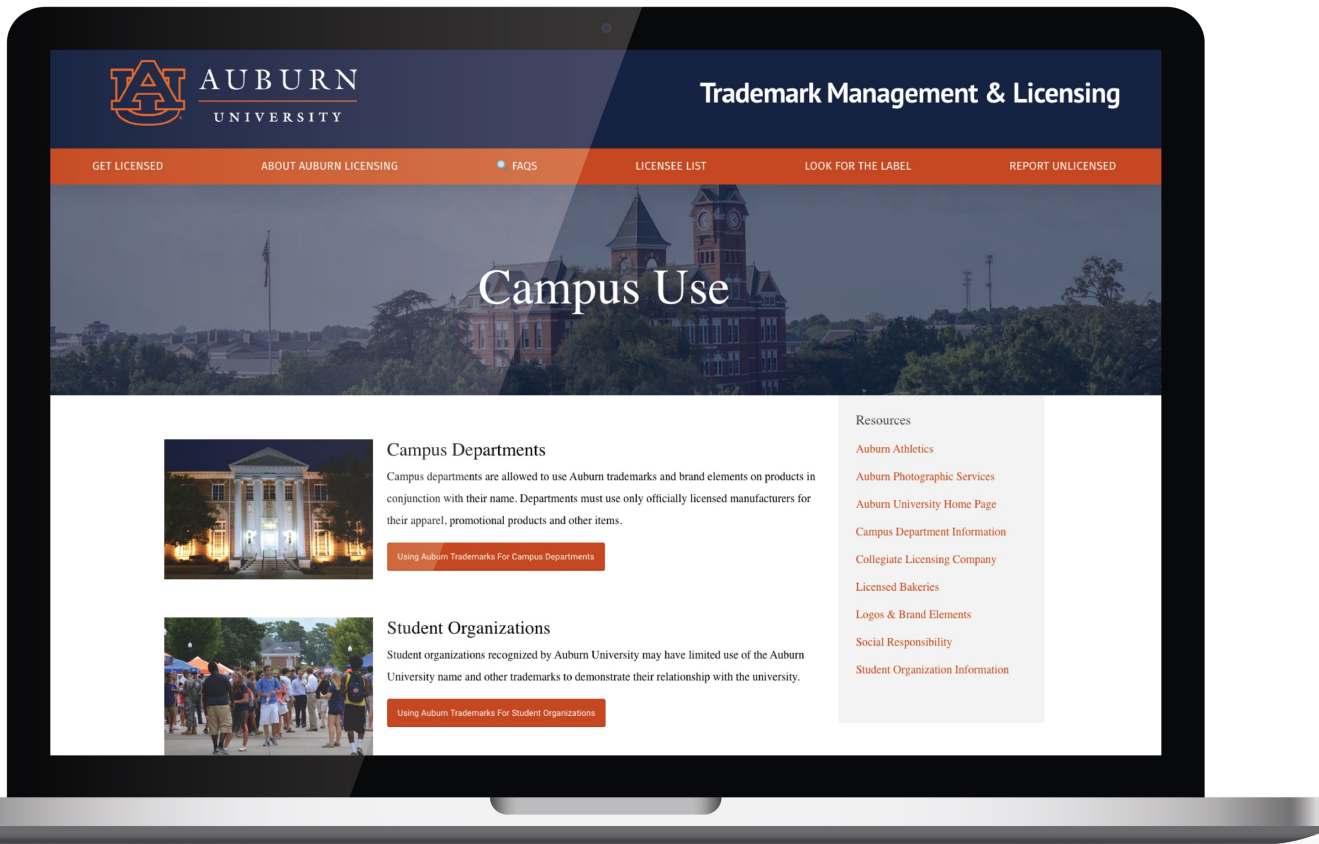 AUBURN
UNIVERSITY
Trademark Management & Licensing
GET LICENSED
ABOUT AUBURN LICENSING
FAQS
LICENSEE LIST
LOOK FOR THE LABEL
REPORT UNLICENSED
Campus Use
Campus Departments
Campus departments are allowed to use Auburn trademarks and brand elements on products in
conjunction with their name. Departments must use only officially licensed manufacturers for
their apparel, promotional products and other items.
Using Auburn Trademarks For Campus Departments
Student Organizations
Student organizations recognized by Auburn University may have limited use of the Auburn
University name and other trademarks to demonstrate their relationship with the university.
Using Auburn Trademarks For Student Organizations
Resources
Auburn Athletics
Auburn Photographic Services
Auburn University Home Page
Campus Department Information
Collegiate Licensing Company
Licensed Bakeries
Logos & Brand Elements
Social Responsibility
Student Organization Information